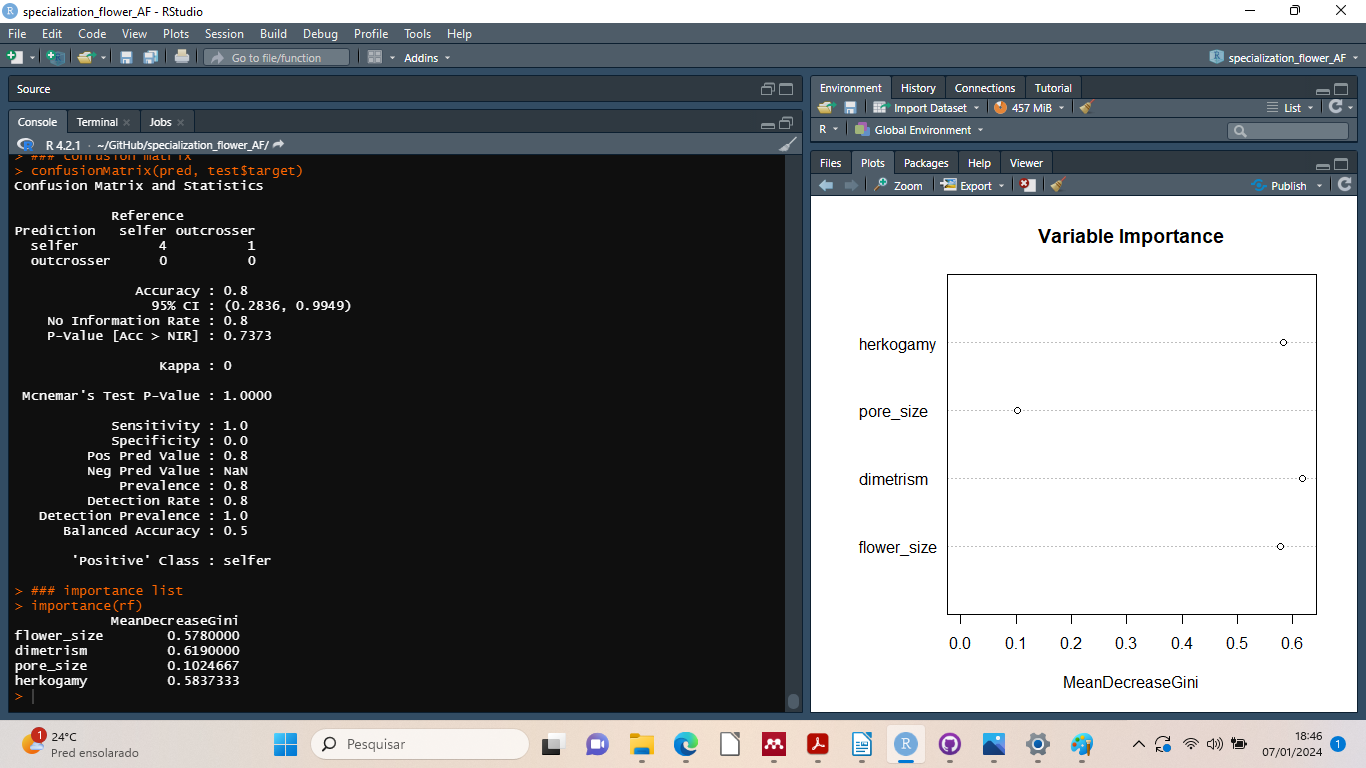 specialization_flower_AF - RStudio
File Edit Code View Plots Session Build Debug Profile Tools Help
Go to file/function
Addins
specialization_flower_AF
Source
Console Terminal Jobs
R 4.2.1 · ~/GitHub/specialization_flower_AF/
> ### confusion matrix
> confusionMatrix(pred, test$target)
Confusion Matrix and Statistics
Reference
Prediction selfer outcrosser
selfer 4 1
outcrosser 0 0
Accuracy : 0.8
95% CI : (0.2836, 0.9949)
No Information Rate : 0.8
P-Value [Acc > NIR] : 0.7373
Kappa : 0
Mcnemar's Test P-Value : 1.0000
Sensitivity : 1.0
Specificity : 0.0
Pos Pred Value : 0.8
Neg Pred Value : NaN
Prevalence : 0.8
Detection Rate : 0.8
Detection Prevalence : 1.0
Balanced Accuracy : 0.5
'Positive' Class : selfer
> ### importance list
> importance(rf)
MeanDecreaseGini
flower_size 0.5780000
dimetrism 0.6190000
pore_size 0.1024667
herkogamy 0.5837333
>
Environment History Connections Tutorial
Import Dataset 457 MiB List
R Global Environment
Files Plots Packages Help Viewer
Zoom Export Publish
Variable Importance
herkogamy
pore_size
dimetrism
flower_size
0.0 0.1 0.2 0.3 0.4 0.5 0.6
MeanDecreaseGini
1
24°C
Pred ensolarado
Pesquisar
R
18:46
07/01/2024
1